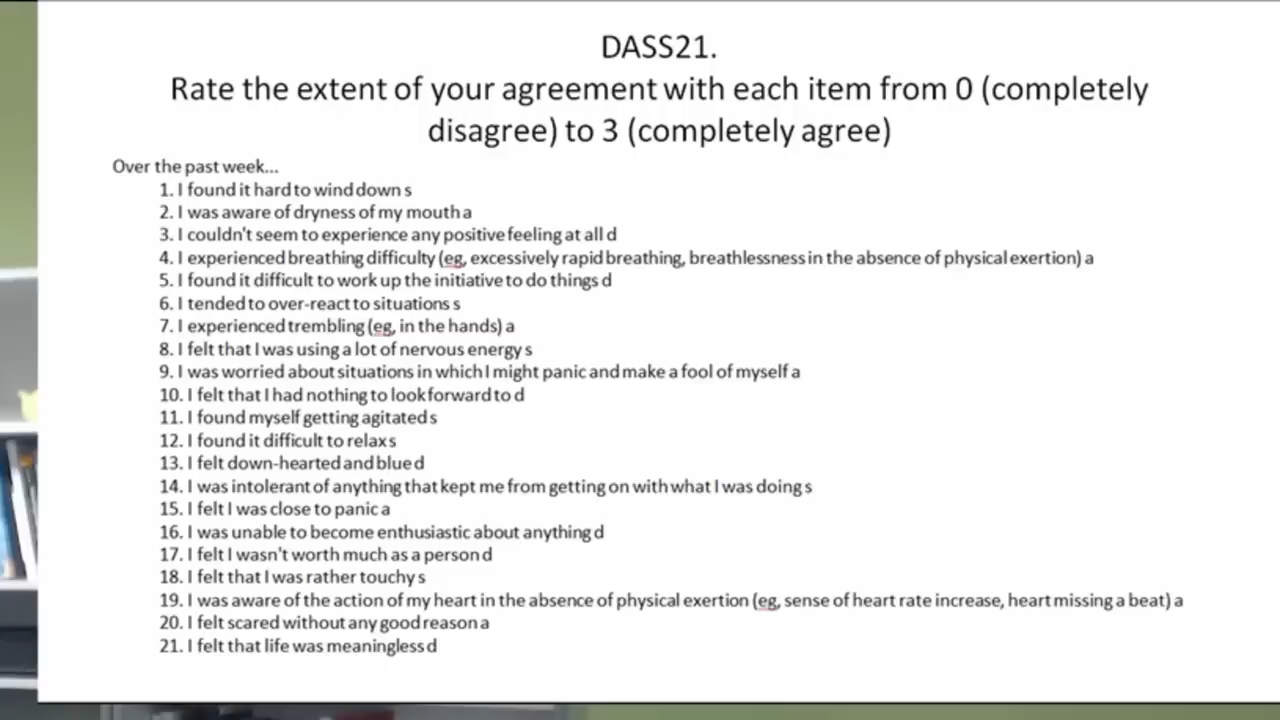 DASS21.
Rate the extent of your agreement with each item from 0 (completely
disagree) to 3 (completely agree)
Over the past week...
1. I found it hard to wind down s
2. I was aware of dryness of my mouth a
3. I couldn't seem to experience any positive feeling at all d
4. I experienced breathing difficulty (eg, excessively rapid breathing, breathlessness in the absence of physical exertion) a
5. I found it difficult to work up the initiative to do things d
6. I tended to over-react to situations s
7. I experienced trembling (eg, in the hands) a
8. I felt that I was using a lot of nervous energy s
9. I was worried about situations in which I might panic and make a fool of myself a
10. I felt that I had nothing to look forward to d
11. I found myself getting agitated s
12. I found it difficult to relax s
13. I felt down-hearted and blue d
14. I was intolerant of anything that kept me from getting on with what I was doing s
15. I felt I was close to panic a
16. I was unable to become enthusiastic about anything d
17. I felt I wasn't worth much as a person d
18. I felt that I was rather touchy s
19. I was aware of the action of my heart in the absence of physical exertion (eg, sense of heart rate increase, heart missing a beat) a
20. I felt scared without any good reason a
21. I felt that life was meaningless d